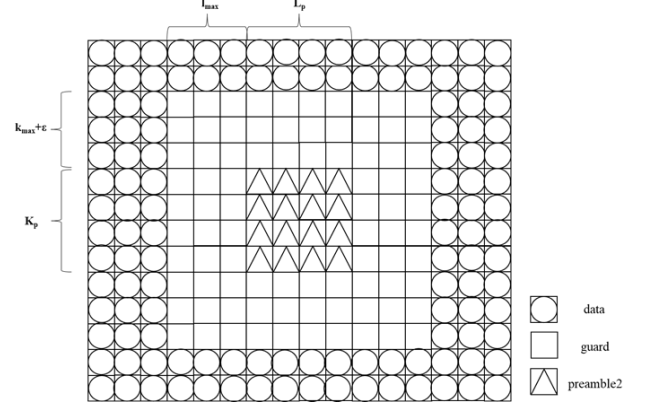 l_max L_p
k_max+ε
K_p
data
guard
preamble2